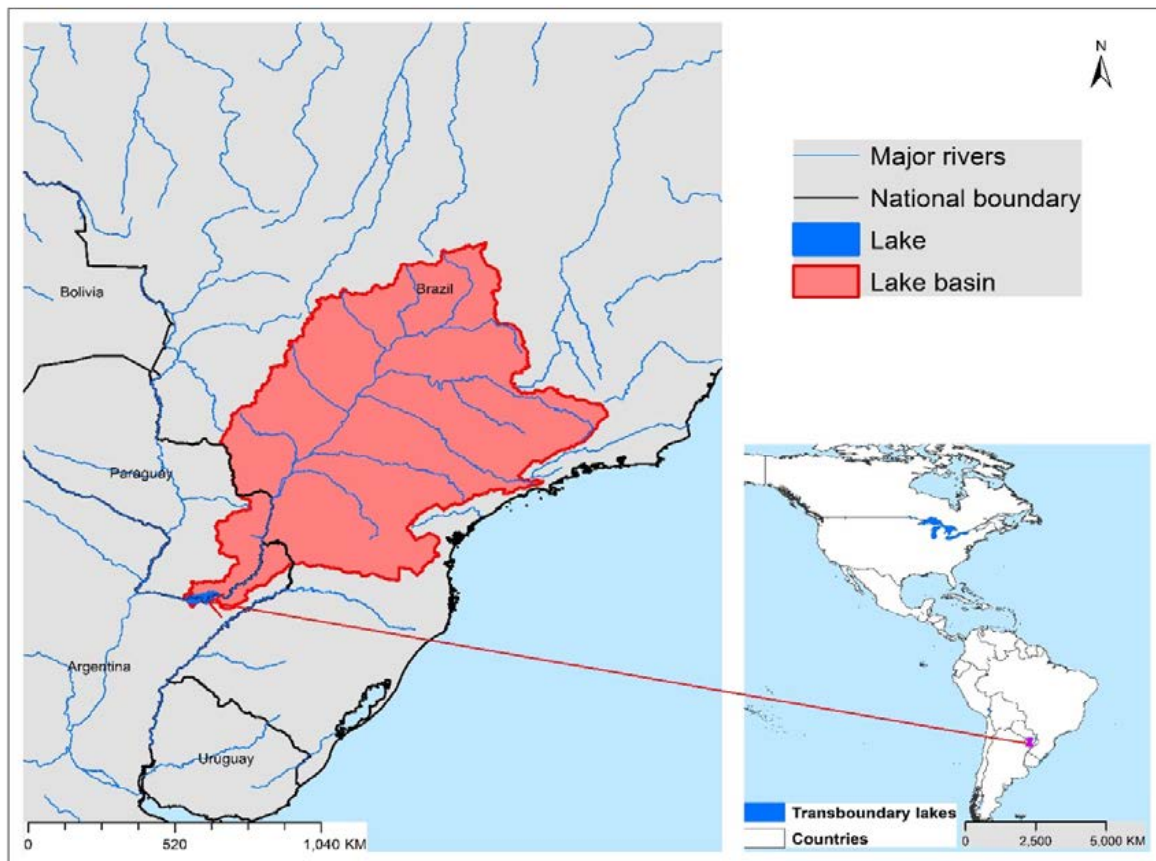 N
Major rivers
National boundary
Lake
Lake basin
Brazil
Bolivia
Paraguay
Argentina
Uruguay
0 520 1,040 KM
Transboundary lakes
Countries
0 2,500 5,000 KM